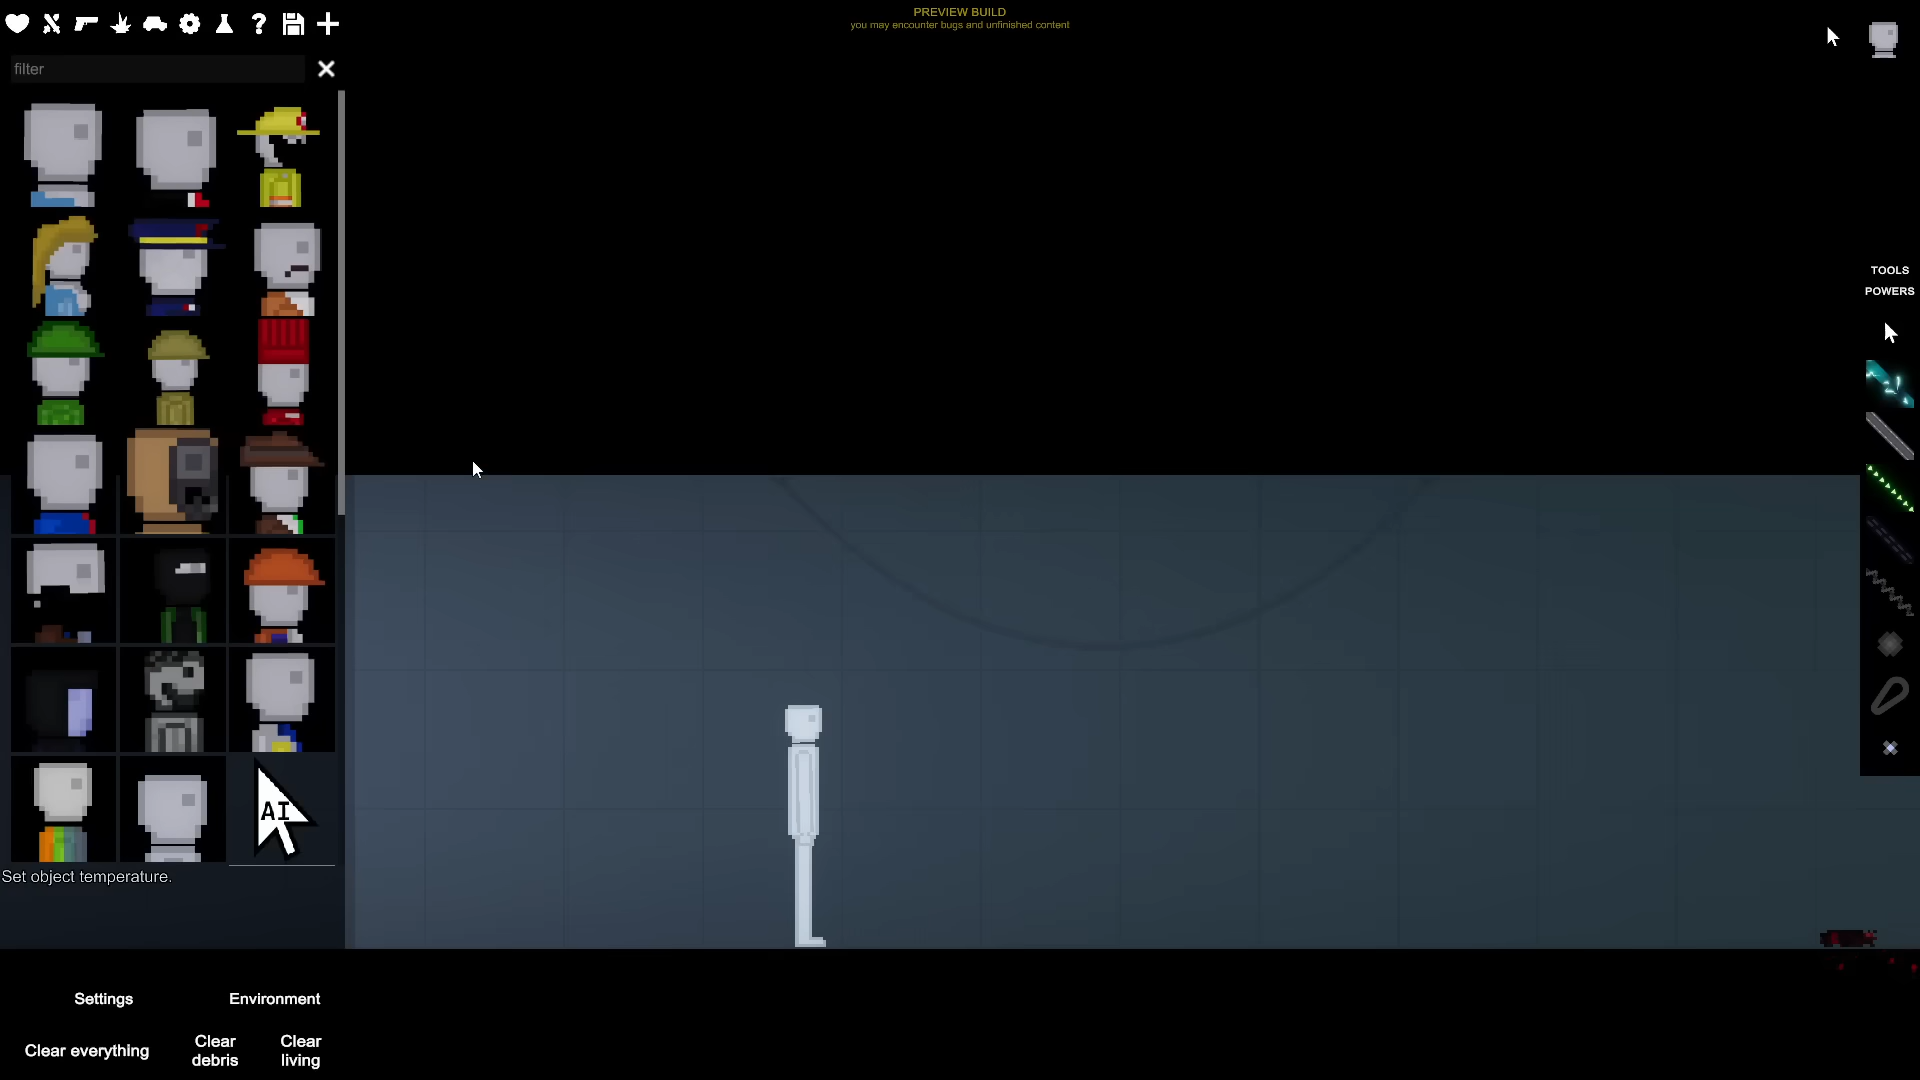 PREVIEW BUILD
you may encounter bugs and unfinished content
filter
TOOLS
POWERS
AI
Set object temperature.
Settings
Environment
Clear everything
Clear
debris
Clear
living